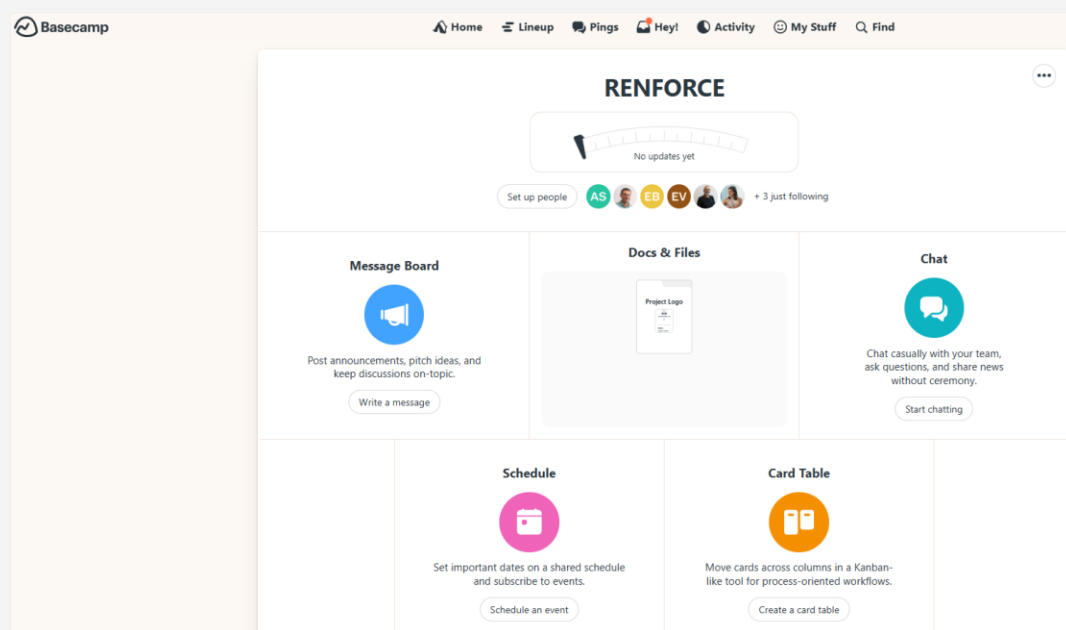 Basecamp
Home
Lineup
Pings
Hey!
Activity
My Stuff
Find
RENFORCE
No updates yet
Set up people
AS
EB
EV
+ 3 just following
Message Board
Post announcements, pitch ideas, and
keep discussions on-topic.
Write a message
Docs & Files
Project Logo
Chat
Chat casually with your team,
ask questions, and share news
without ceremony.
Start chatting
Schedule
Set important dates on a shared schedule
and subscribe to events.
Schedule an event
Card Table
Move cards across columns in a Kanban-
like tool for process-oriented workflows.
Create a card table